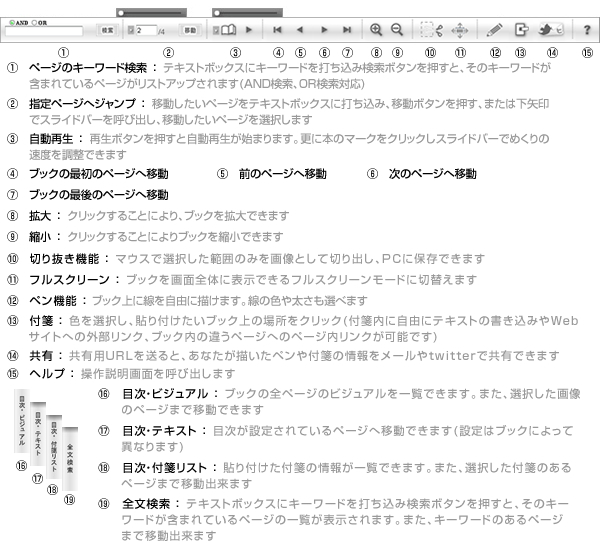 AND OR 検索 2 /4 移動 ?
① ② ③ ④ ⑤ ⑥ ⑦ ⑧ ⑨ ⑩ ⑪ ⑫ ⑬ ⑭ ⑮
① ページのキーワード検索 : テキストボックスにキーワードを打ち込み検索ボタンを押すと、そのキーワードが
含まれているページがリストアップされます(AND検索、OR検索対応)
② 指定ページへジャンプ : 移動したいページをテキストボックスに打ち込み、移動ボタンを押す、または下矢印
でスライドバーを呼び出し、移動したいページを選択します
③ 自動再生 : 再生ボタンを押すと自動再生が始まります。更に本のマークをクリックしスライドバーでめくりの
速度を調整できます
④ ブックの最初のページへ移動 ⑤ 前のページへ移動 ⑥ 次のページへ移動
⑦ ブックの最後のページへ移動
⑧ 拡大 : クリックすることにより、ブックを拡大できます
⑨ 縮小 : クリックすることによりブックを縮小できます
⑩ 切り抜き機能 : マウスで選択した範囲のみを画像として切り出し、PCに保存できます
⑪ フルスクリーン : ブックを画面全体に表示できるフルスクリーンモードに切替えます
⑫ ペン機能 : ブック上に線を自由に描けます。線の色や太さも選べます
⑬ 付箋 : 色を選択し、貼り付けたいブック上の場所をクリック(付箋内に自由にテキストの書き込みやWeb
サイトへの外部リンク、ブック内の違うページへのページ内リンクが可能です)
⑭ 共有 : 共有用URLを送ると、あなたが描いたペンや付箋の情報をメールやtwitterで共有できます
⑮ ヘルプ : 操作説明画面を呼び出します
目次・ビジュアル
目次・テキスト
目次・付箋リスト
全文検索
⑯ ⑰ ⑱ ⑲
⑯ 目次・ビジュアル : ブックの全ページのビジュアルを一覧できます。また、選択した画像
のページまで移動できます
⑰ 目次・テキスト : 目次が設定されているページへ移動できます(設定はブックによって
異なります)
⑱ 目次・付箋リスト : 貼り付けた付箋の情報が一覧できます。また、選択した付箋のある
ページまで移動出来ます
⑲ 全文検索 : テキストボックスにキーワードを打ち込み検索ボタンを押すと、そのキー
ワードが含まれているページの一覧が表示されます。また、キーワードのあるページ
まで移動出来ます